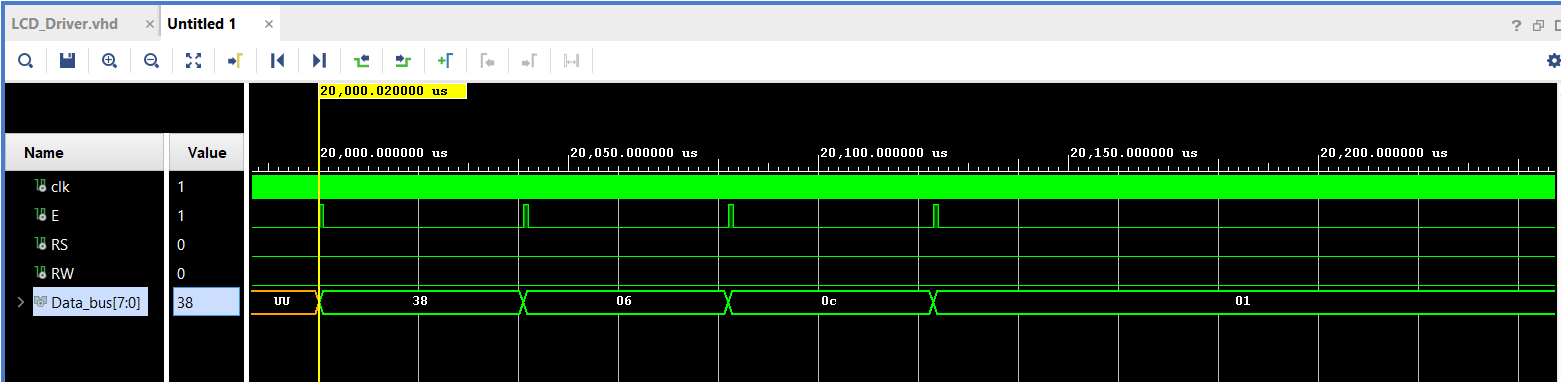 LCD_Driver.vhd × Untitled 1 ×
?
20,000.020000 us
Name Value
20,000.000000 us 20,050.000000 us 20,100.000000 us 20,150.000000 us 20,200.000000 us
clk 1
E 1
RS 0
RW 0
Data_bus[7:0] 38 UU 38 06 0c 01